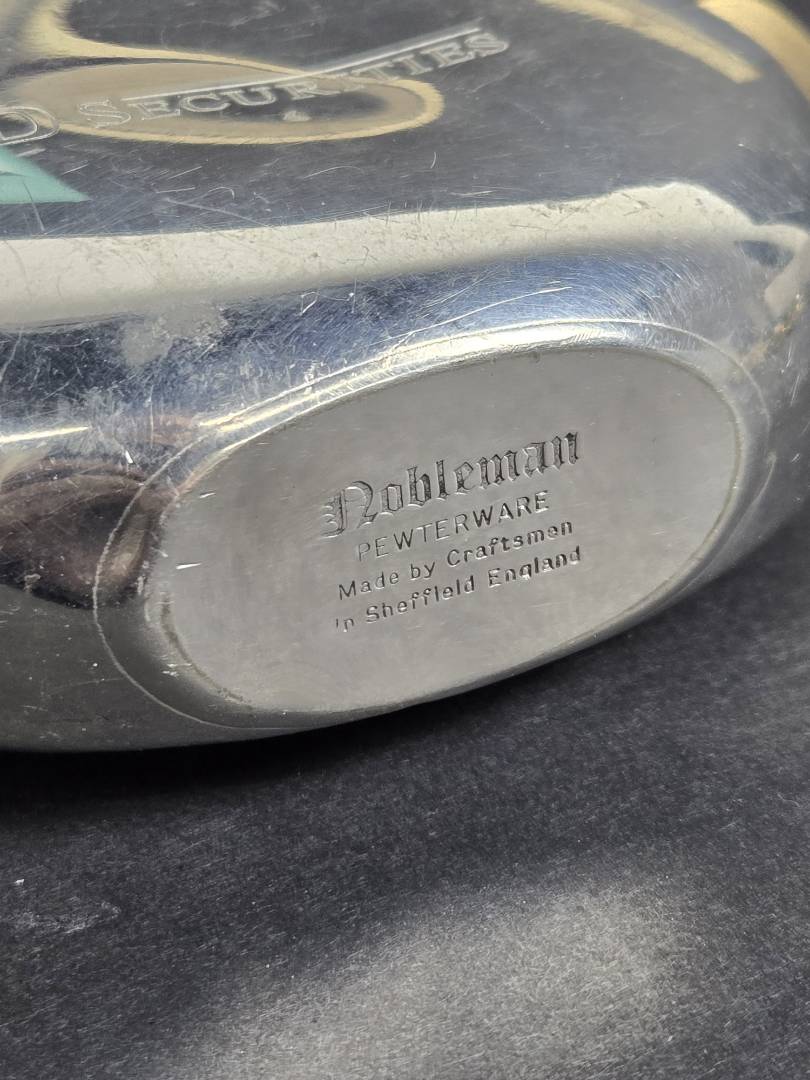 D SECURITIES
Nobleman
PEWTERWARE
Made by Craftsmen
In Sheffield England